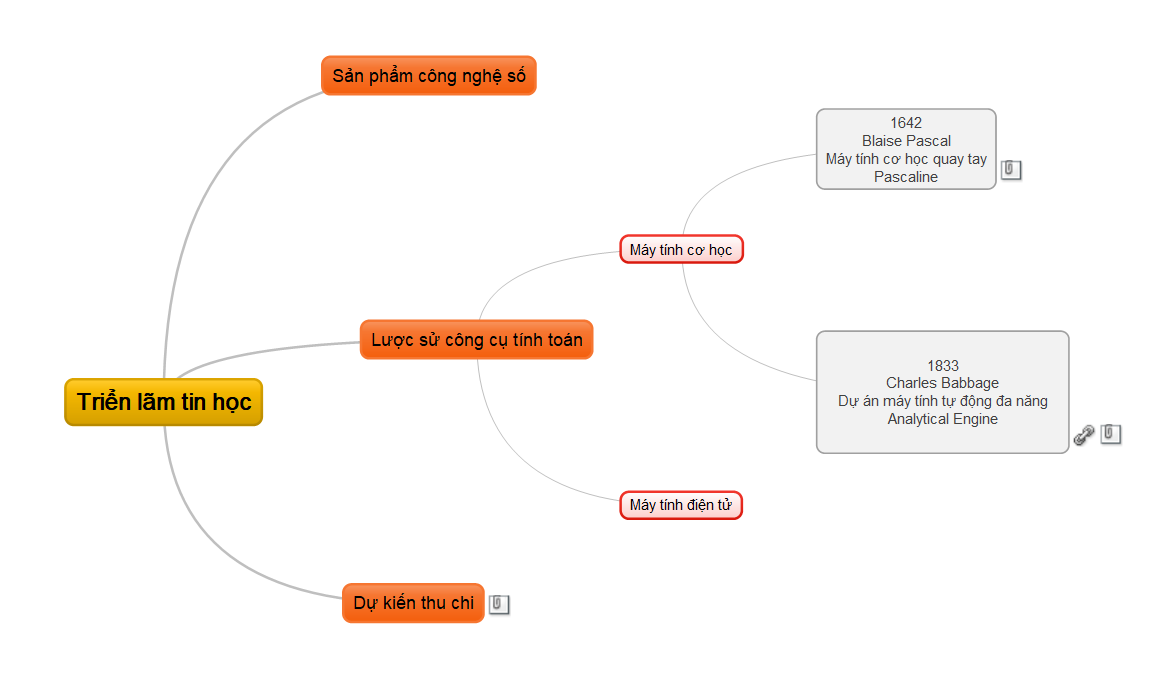 Sản phẩm công nghệ số
1642
Blaise Pascal
Máy tính cơ học quay tay
Pascaline
Máy tính cơ học
Lược sử công cụ tính toán
1833
Charles Babbage
Dự án máy tính tự động đa năng
Analytical Engine
Triển lãm tin học
Máy tính điện tử
Dự kiến thu chi